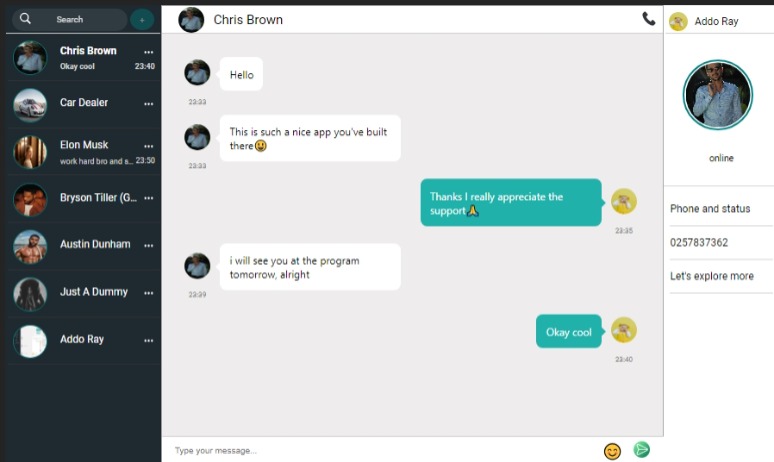 Search
+
Chris Brown
Okay cool 23:40
Car Dealer
Elon Musk
work hard bro and a... 23:50
Bryson Tiller (G...
Austin Dunham
Just A Dummy
Addo Ray
Chris Brown
Hello
23:33
This is such a nice app you've built
there😃
23:33
Thanks I really appreciate the
support🙏
23:35
i will see you at the program
tomorrow, alright
23:39
Okay cool
23:40
Type your message...
Addo Ray
online
Phone and status
0257837362
Let's explore more